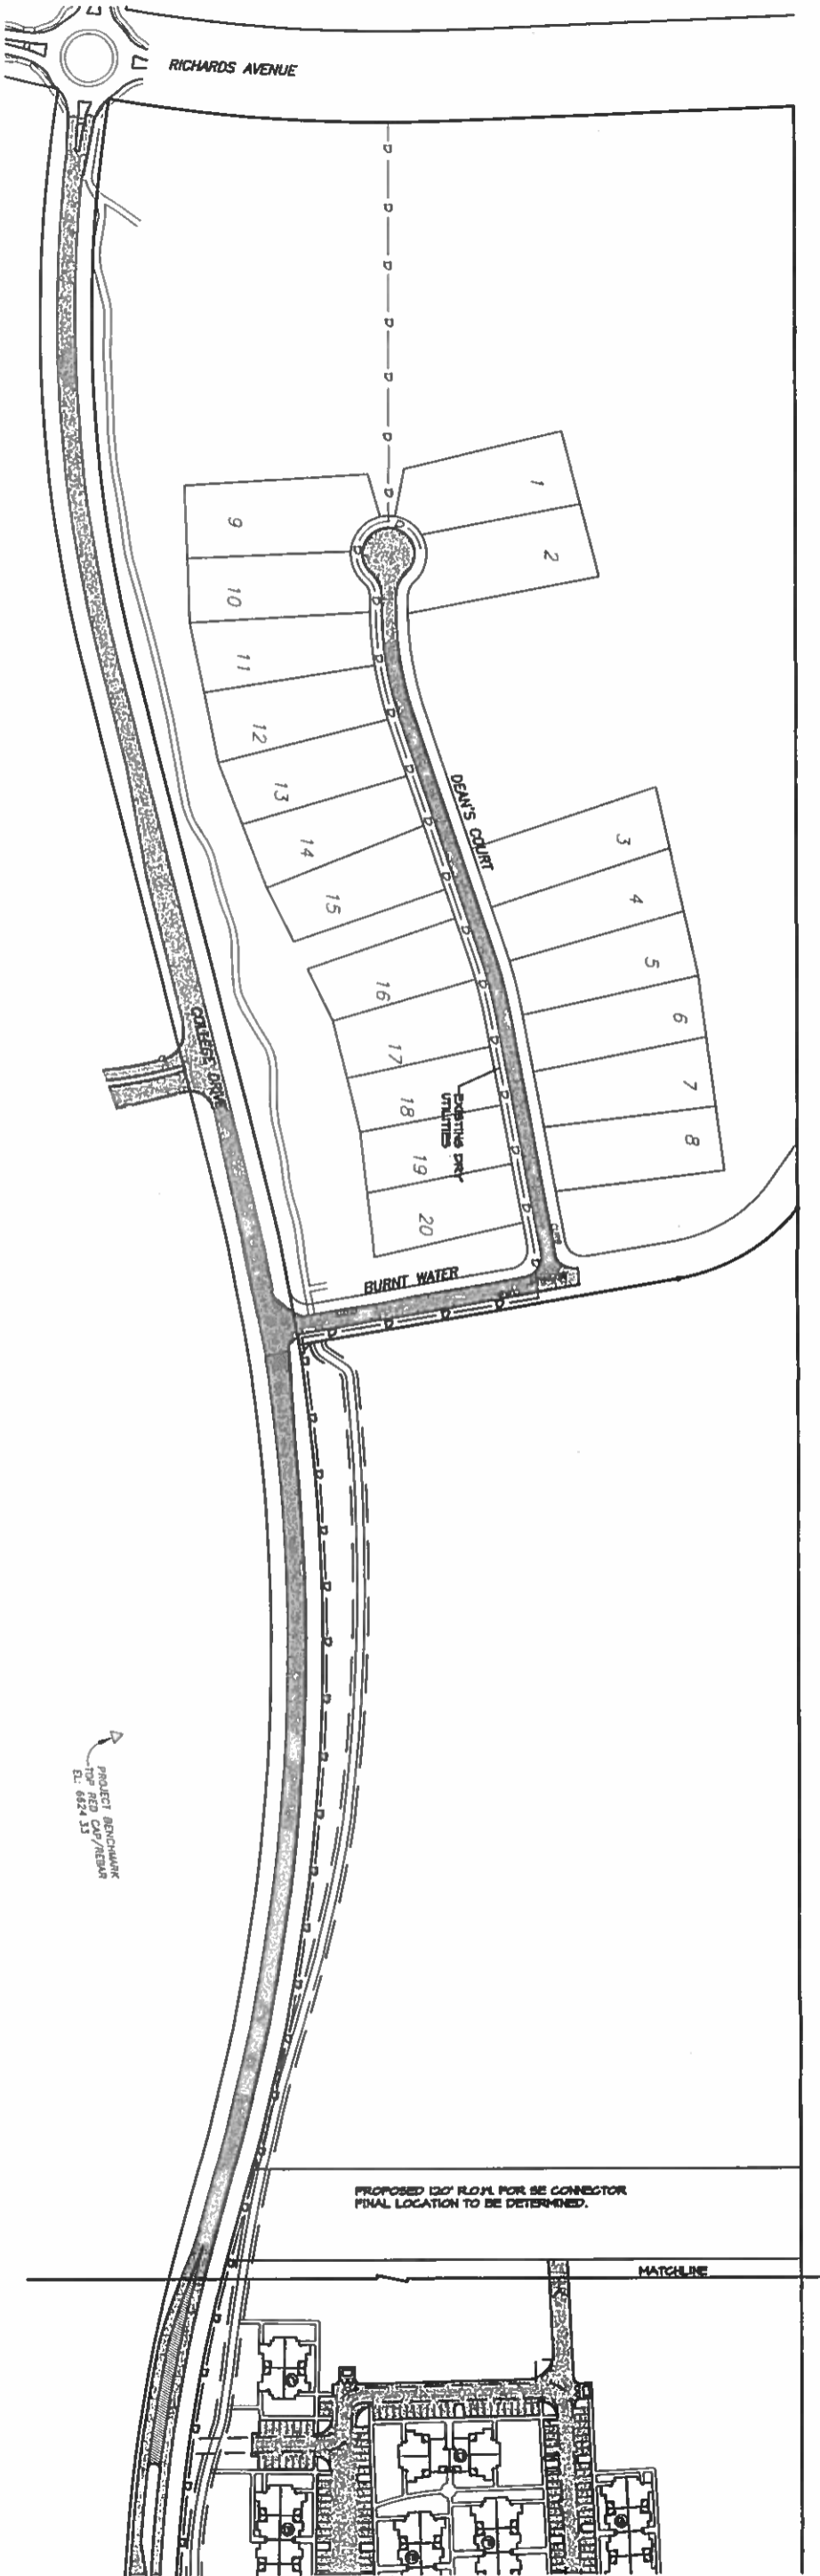 RICHARDS AVENUE
1
2
9
10
11
12
13
14
15
DEAN'S COURT
3
4
5
6
7
8
16
17
18
19
20
EXISTING DRY
UTILITIES
COLLEGE DRIVE
BURNT WATER
PROJECT BENCHMARK
TOP RED CAP/REBAR
EL: 6624.33
PROPOSED 120' R.O.W. FOR SE CONNECTOR
FINAL LOCATION TO BE DETERMINED.
MATCHLINE